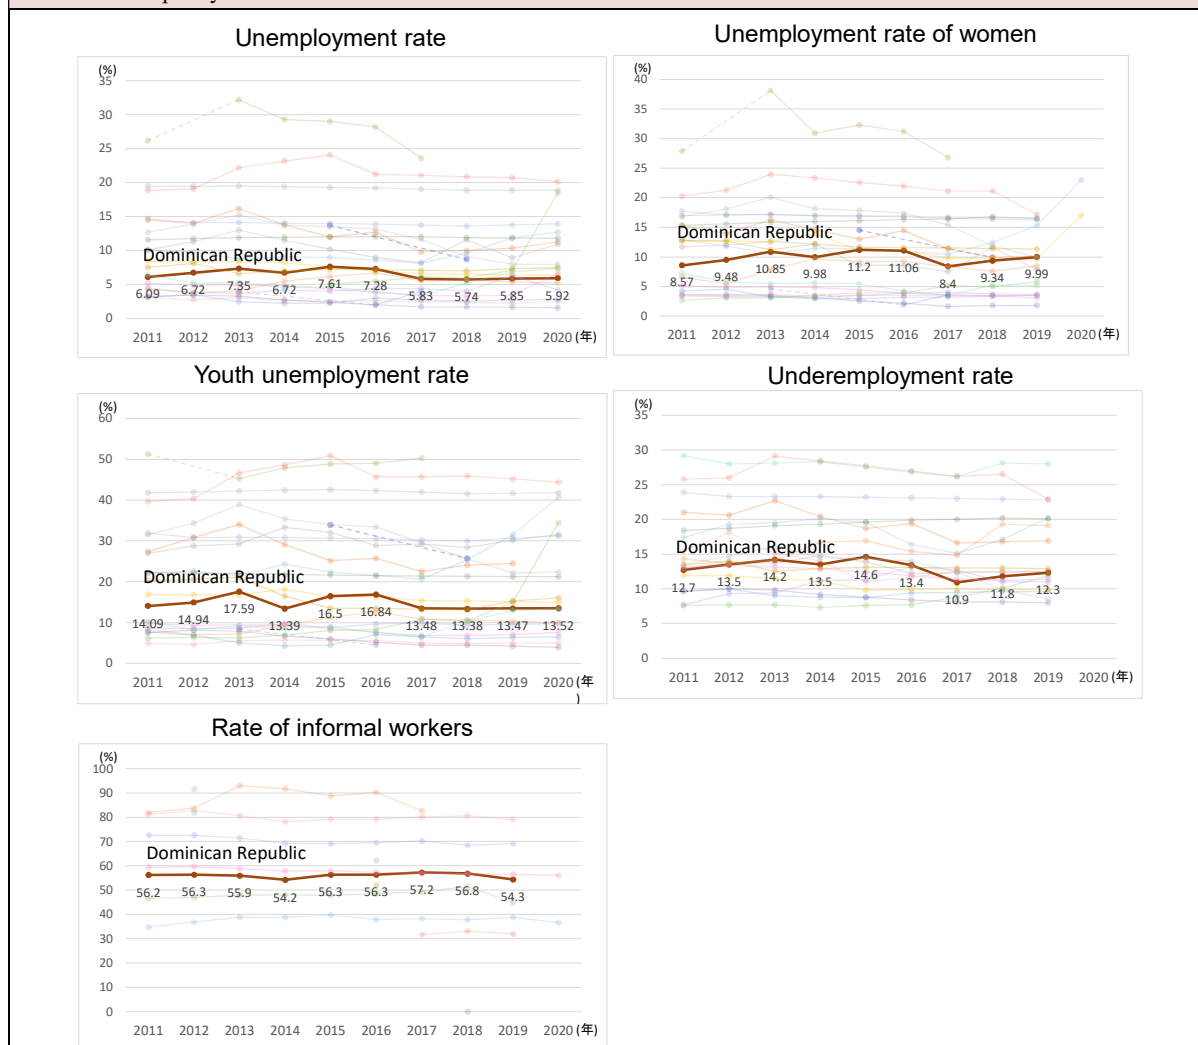 Unemployment rate
(%)
35
30
25
20
15
10
5
0
Dominican Republic
6.09 6.72 7.35 6.72 7.61 7.28 5.83 5.74 5.85 5.92
2011 2012 2013 2014 2015 2016 2017 2018 2019 2020 (年)
Unemployment rate of women
(%)
40
35
30
25
20
15
10
5
0
Dominican Republic
8.57 9.48 10.85 9.98 11.2 11.06 8.4 9.34 9.99
2011 2012 2013 2014 2015 2016 2017 2018 2019 2020 (年)
Youth unemployment rate
(%)
60
50
40
30
20
10
0
Dominican Republic
14.09 14.94 17.59 13.39 16.5 16.84 13.48 13.38 13.47 13.52
2011 2012 2013 2014 2015 2016 2017 2018 2019 2020 (年
)
Underemployment rate
(%)
35
30
25
20
15
10
5
0
Dominican Republic
12.7 13.5 14.2 13.5 14.6 13.4 10.9 11.8 12.3
2011 2012 2013 2014 2015 2016 2017 2018 2019 2020 (年)
Rate of informal workers
(%)
100
90
80
70
60
50
40
30
20
10
0
Dominican Republic
56.2 56.3 55.9 54.2 56.3 56.3 57.2 56.8 54.3
2011 2012 2013 2014 2015 2016 2017 2018 2019 2020 (年)